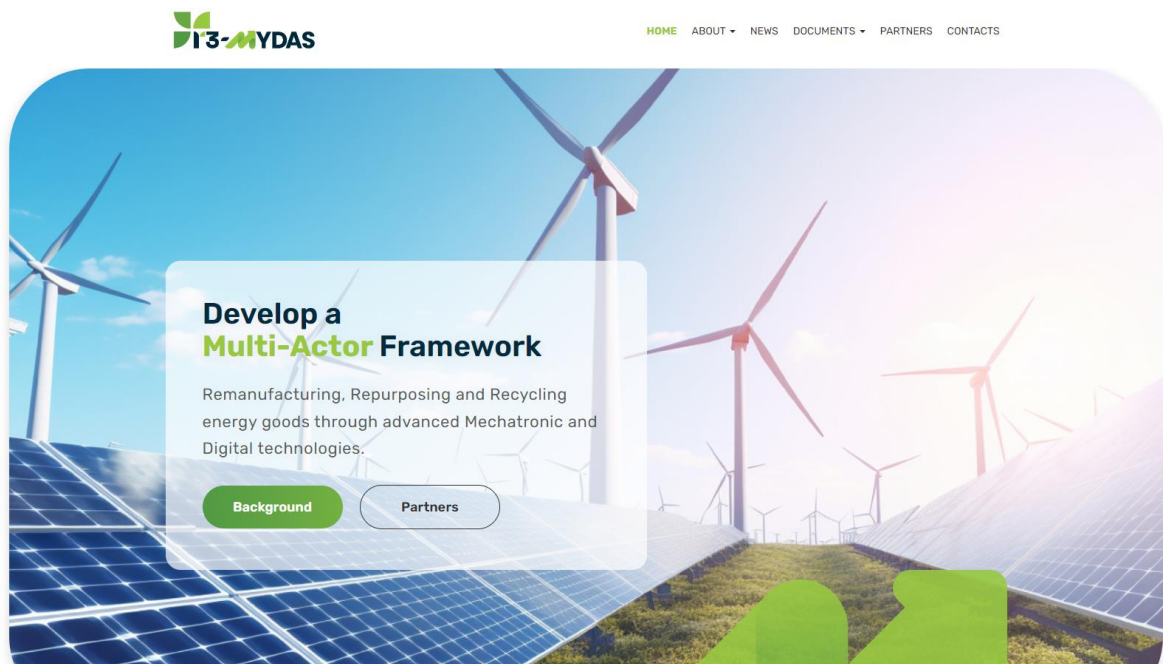 r3-MYDAS
HOME ABOUT NEWS DOCUMENTS PARTNERS CONTACTS
Develop a
Multi-Actor Framework
Remanufacturing, Repurposing and Recycling
energy goods through advanced Mechatronic and
Digital technologies.
Background Partners